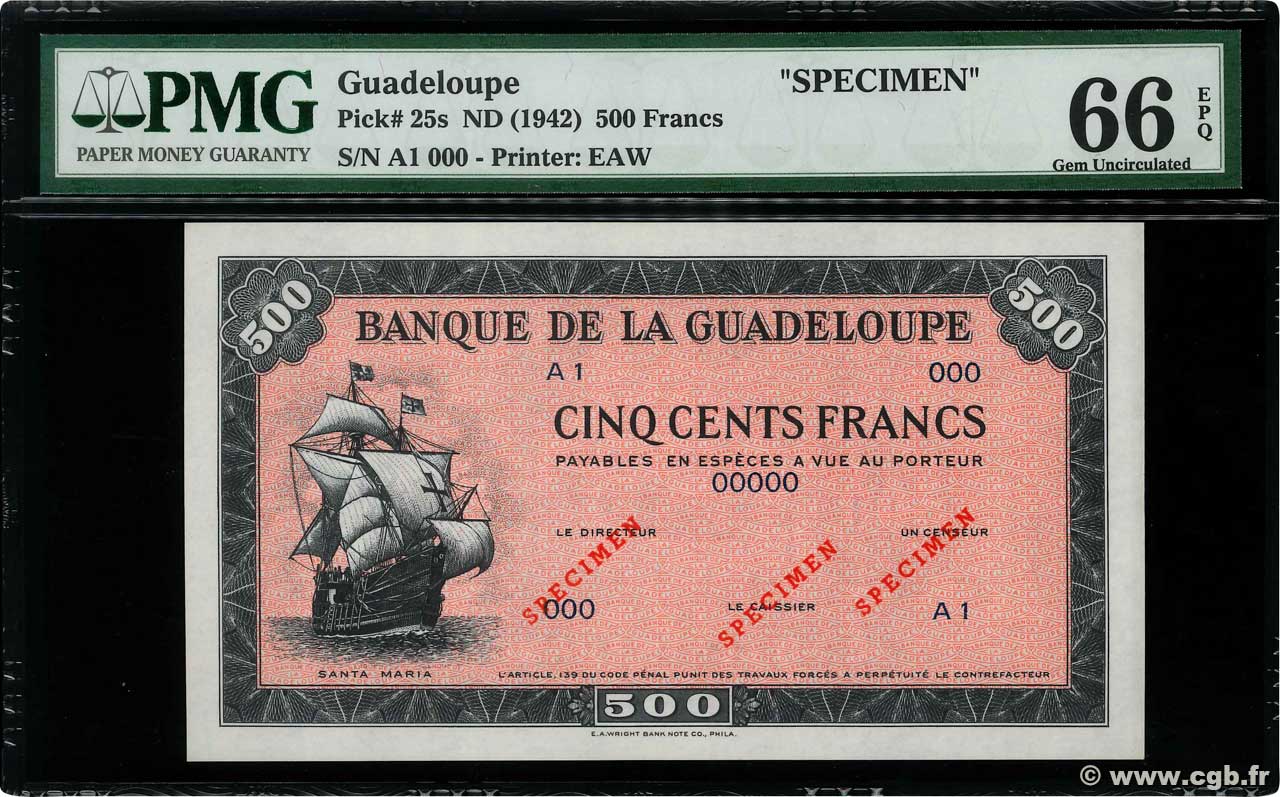 PMG
PAPER MONEY GUARANTY
Guadeloupe "SPECIMEN"
Pick# 25s ND (1942) 500 Francs
S/N A1 000 - Printer: EAW
66
EPQ
Gem Uncirculated
500
500
BANQUE DE LA GUADELOUPE
A 1 000
CINQ CENTS FRANCS
PAYABLES EN ESPÈCES A VUE AU PORTEUR
00000
LE DIRECTEUR UN CENSEUR
SPECIMEN SPECIMEN SPECIMEN
000 LE CAISSIER A 1
SANTA MARIA L'ARTICLE.139 DU CODE PÉNAL PUNIT DES TRAVAUX FORCÉS A PERPÉTUITÉ LE CONTREFACTEUR
500
E.A.WRIGHT BANK NOTE CO., PHILA.
© www.cgb.fr